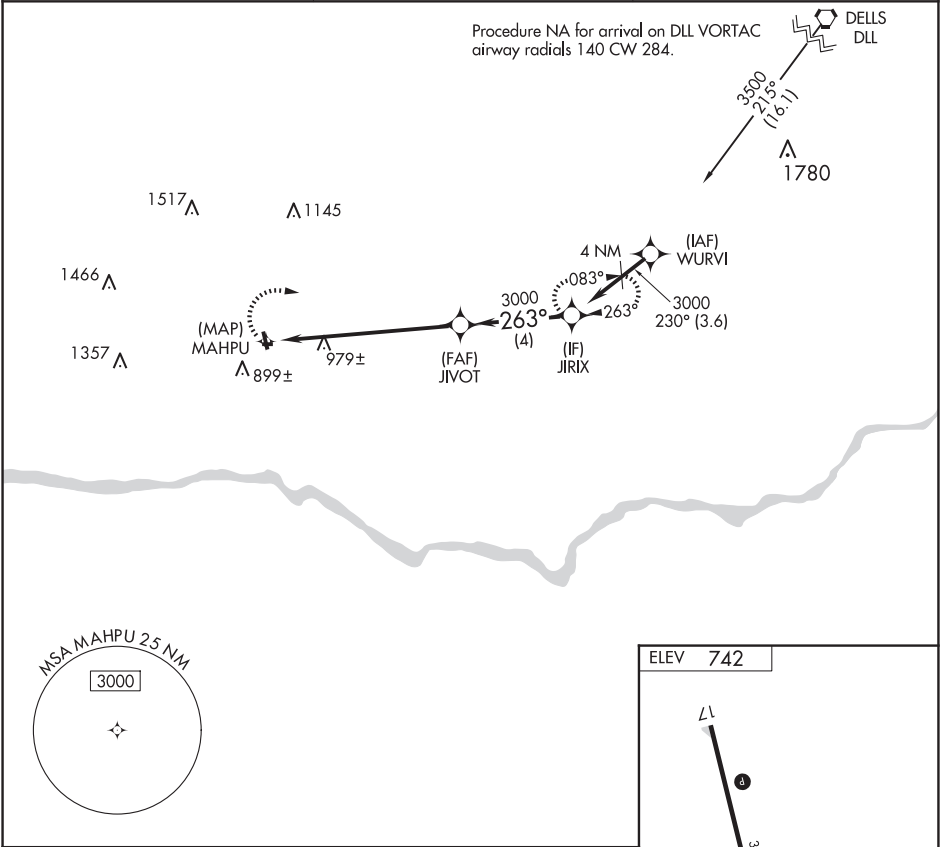 Procedure NA for arrival on DLL VORTAC
airway radials 140 CW 284.
DELLS
DLL
3500
215°
(16.1)
1780
1517
1145
1466
1357
4 NM
(IAF)
WURVI
083°
263°
3000
230° (3.6)
3000
263°
(4)
(IF)
JIRIX
(FAF)
JIVOT
(MAP)
MAHPU
979±
899±
MSA MAHPU 25 NM
3000
ELEV 742
17
P
3